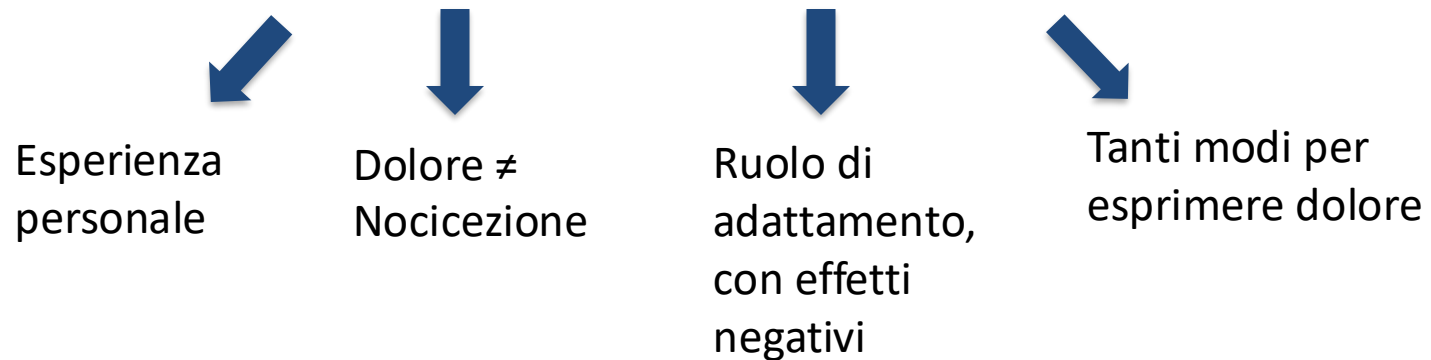 Esperienza
personale
Dolore ≠
Nocicezione
Ruolo di
adattamento,
con effetti
negativi
Tanti modi per
esprimere dolore